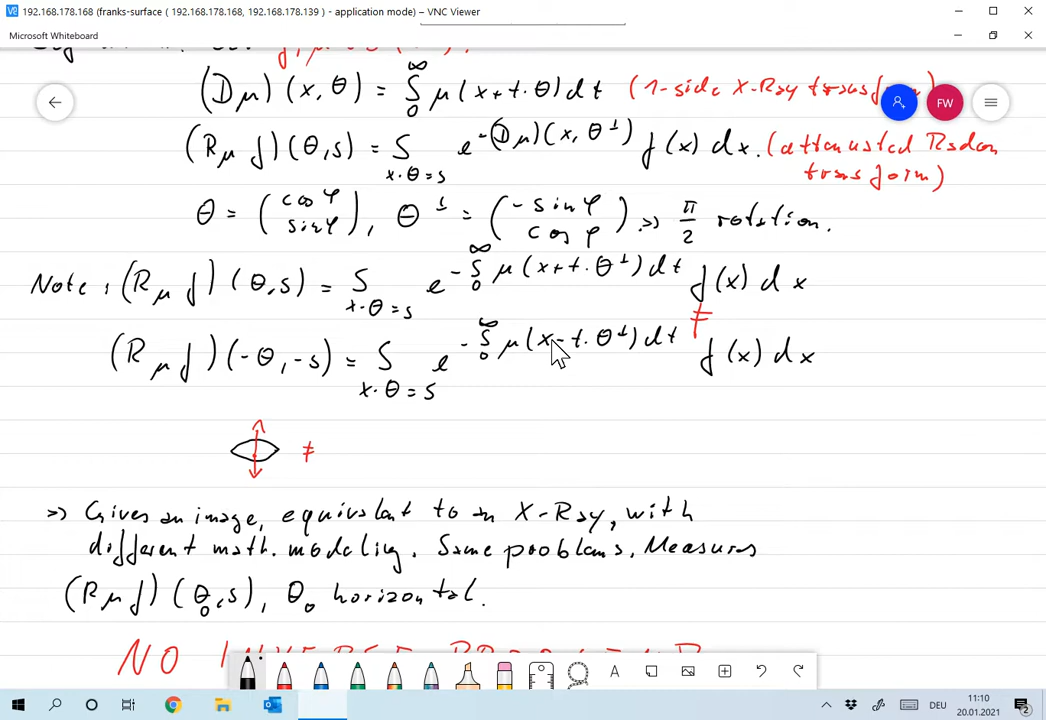 192.168.178.168 (franks-surface ( 192.168.178.168, 192.168.178.139 ) - application mode) – VNC Viewer
Microsoft Whiteboard
(Dμ)(x,θ) = ∫₀^∞ μ(x+t·θ)dt (1-side X-Ray transform)
(R_μ f)(θ,s) = ∫_{x·θ=s} e^{-(Dμ)(x,θ^⊥)} f(x) dx. (attenuated Radon
transform)
θ = (cos φ sin φ), θ^⊥ = (-sin φ cos φ) ⇒ π/2 rotation.
Note: (R_μ f)(θ,s) = ∫_{x·θ=s} e^{-∫₀^∞ μ(x+t·θ^⊥)dt} f(x) dx
≠
(R_μ f)(-θ,-s) = ∫_{x·θ=s} e^{-∫₀^∞ μ(x-t·θ^⊥)dt} f(x) dx
≠
⇒ Gives an image, equivalent to an X-Ray, with
different math. modeling. Same problems. Measures
(R_μ f)(θ₀,s), θ₀ horizontal.
NO
FW
A
DEU
11:10
20.01.2021
2